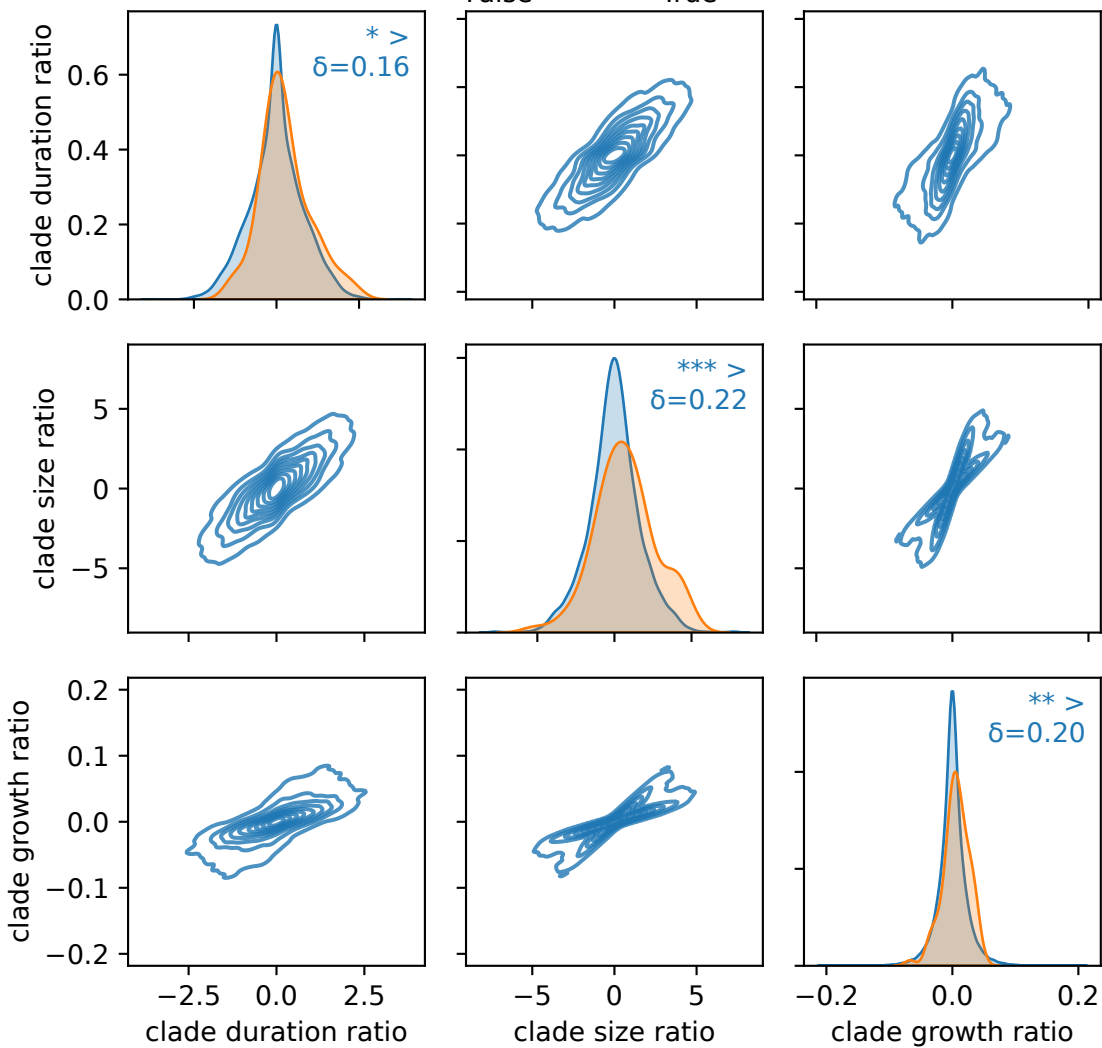 True
* >
δ=0.16
clade duration ratio
0.6
0.4
0.2
0.0
*** >
δ=0.22
clade size ratio
5
0
−5
** >
δ=0.20
clade growth ratio
0.2
0.1
0.0
−0.1
−0.2
−2.5 0.0 2.5 −5 0 5 −0.2 0.0 0.2
clade duration ratio clade size ratio clade growth ratio